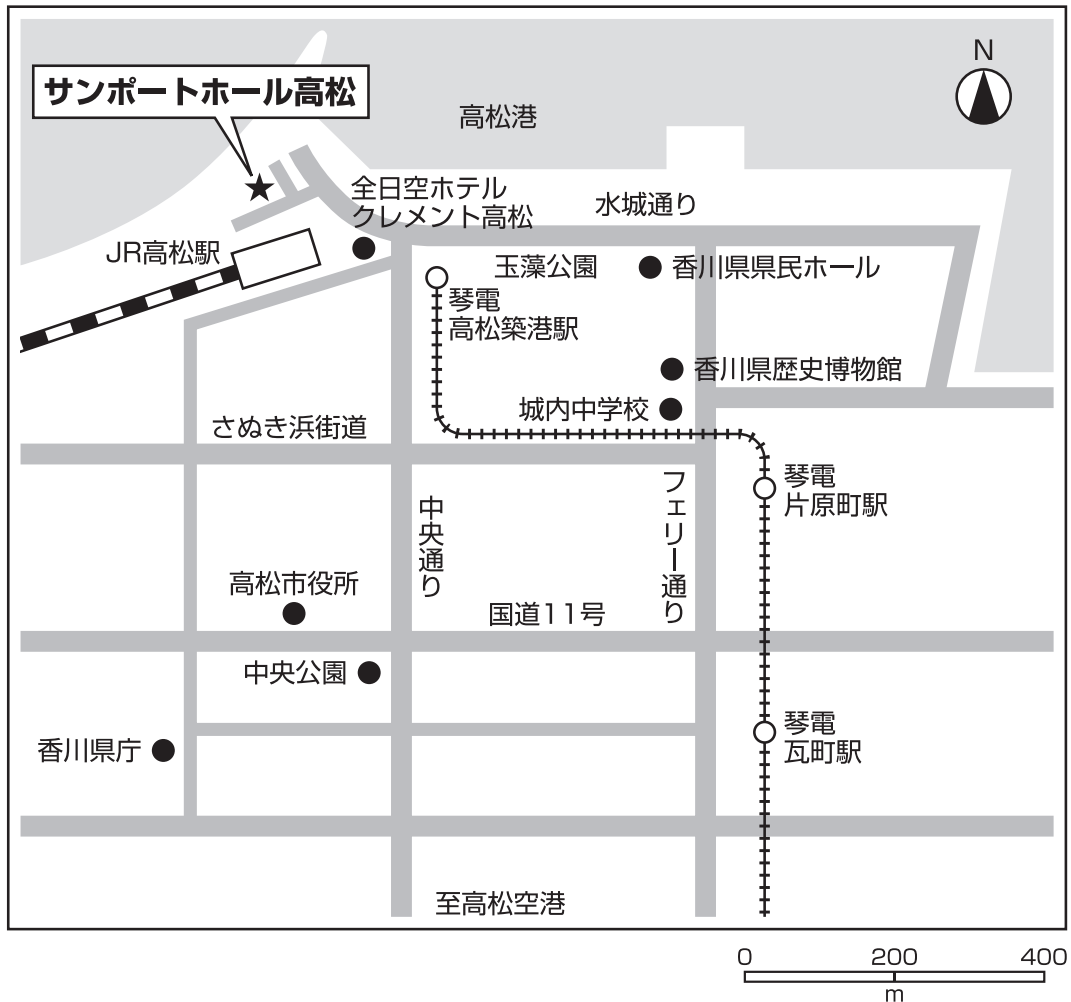 N
サンポートホール高松
高松港
全日空ホテル
クレメント高松
水城通り
JR高松駅
玉藻公園
香川県県民ホール
琴電
高松築港駅
香川県歴史博物館
城内中学校
さぬき浜街道
琴電
片原町駅
中央通り
フェリー通り
高松市役所
国道11号
中央公園
琴電
瓦町駅
香川県庁
至高松空港
0 200 400
m